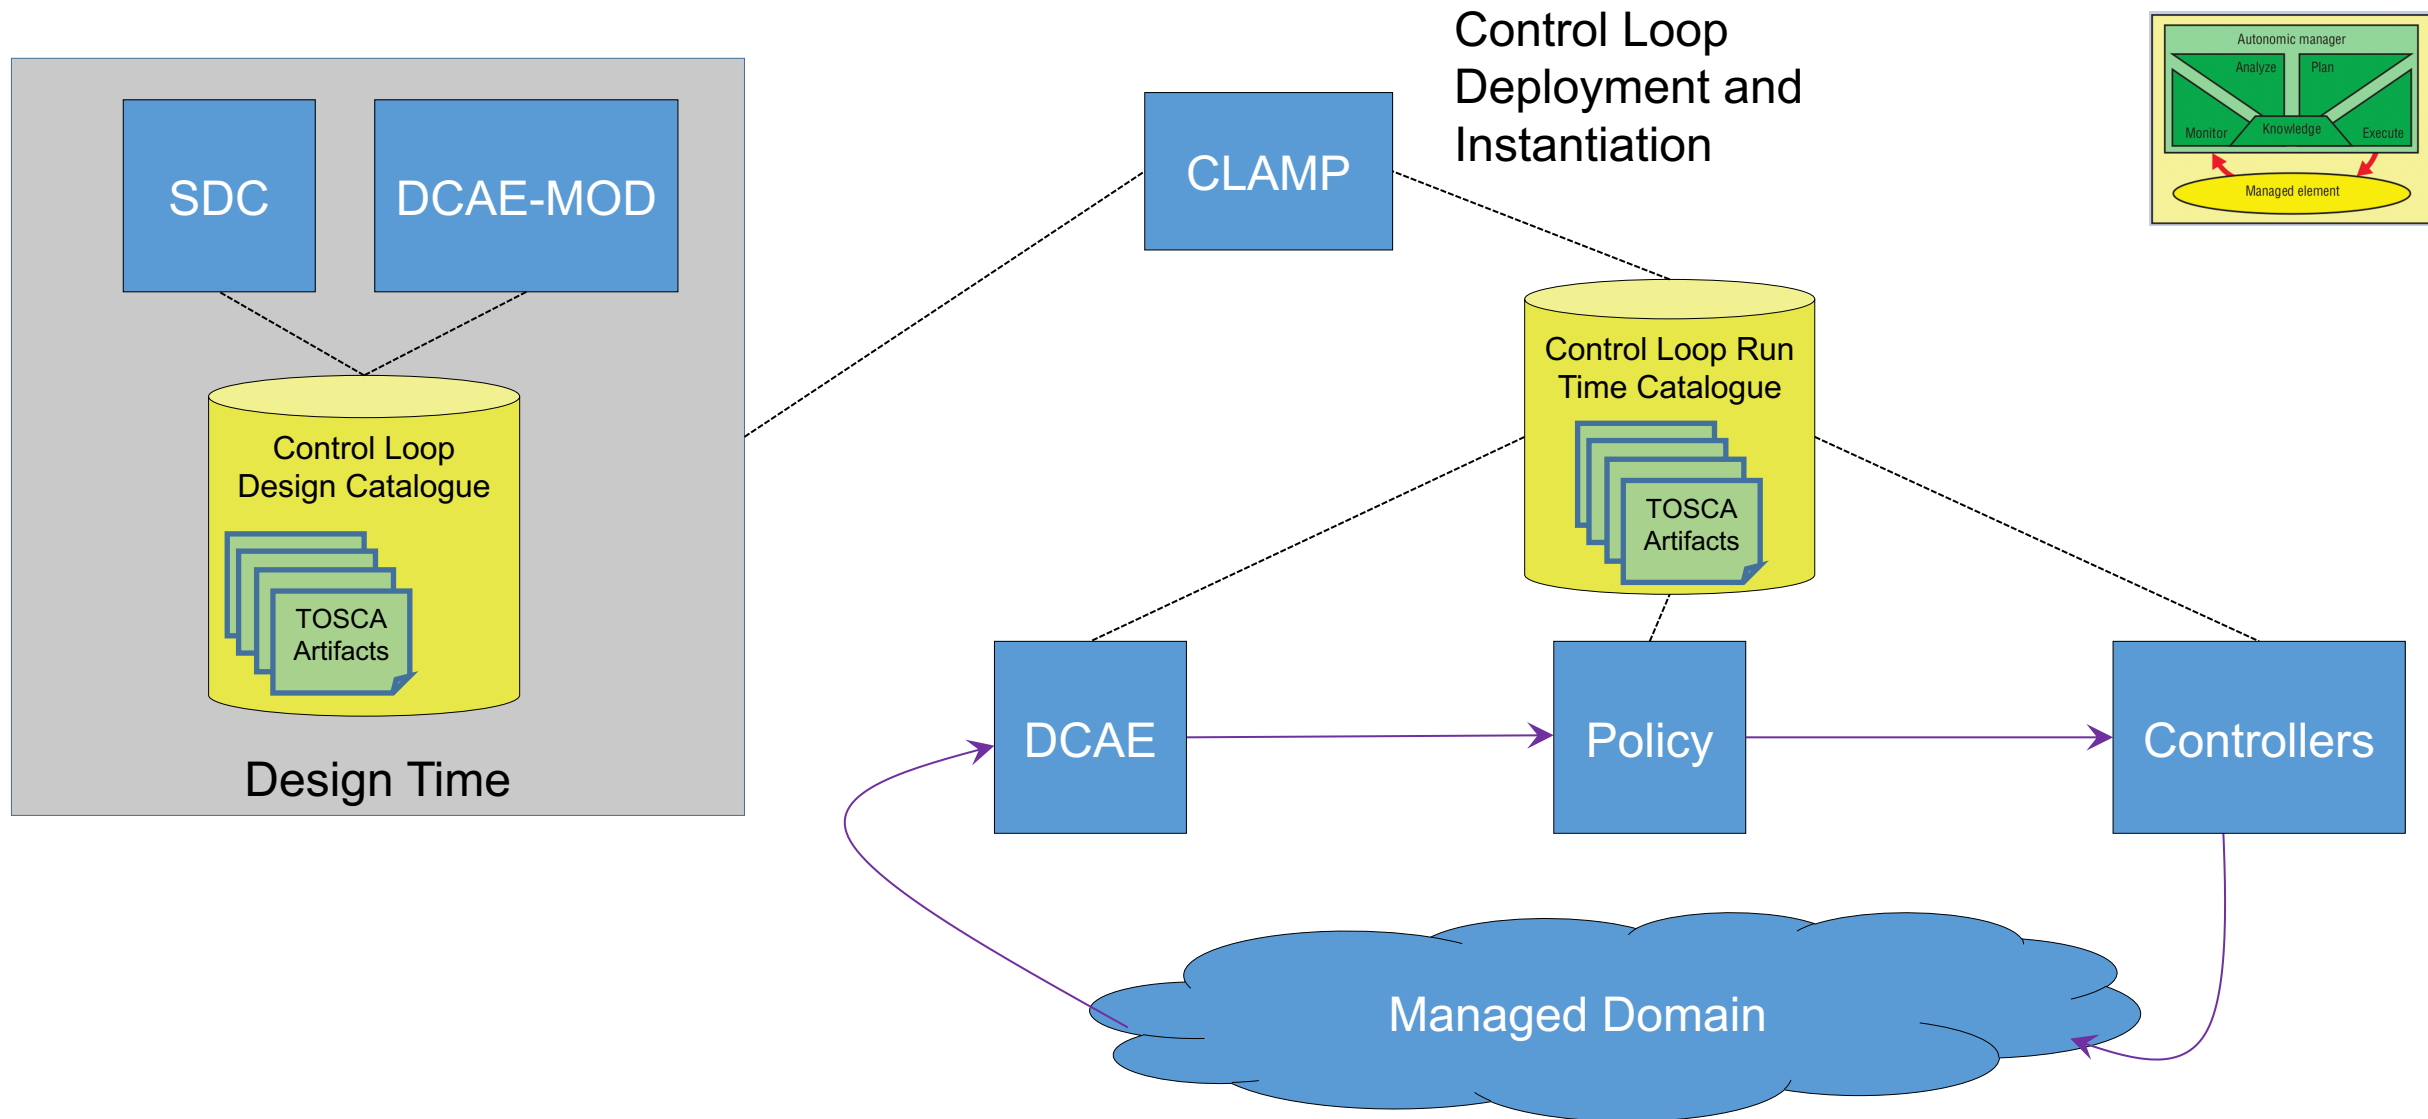 Control Loop
Deployment and
Instantiation
Autonomic manager
Analyze
Plan
Monitor
Knowledge
Execute
Managed element
SDC
DCAE-MOD
CLAMP
Control Loop
Design Catalogue
TOSCA
Artifacts
Design Time
Control Loop Run
Time Catalogue
TOSCA
Artifacts
DCAE
Policy
Controllers
Managed Domain